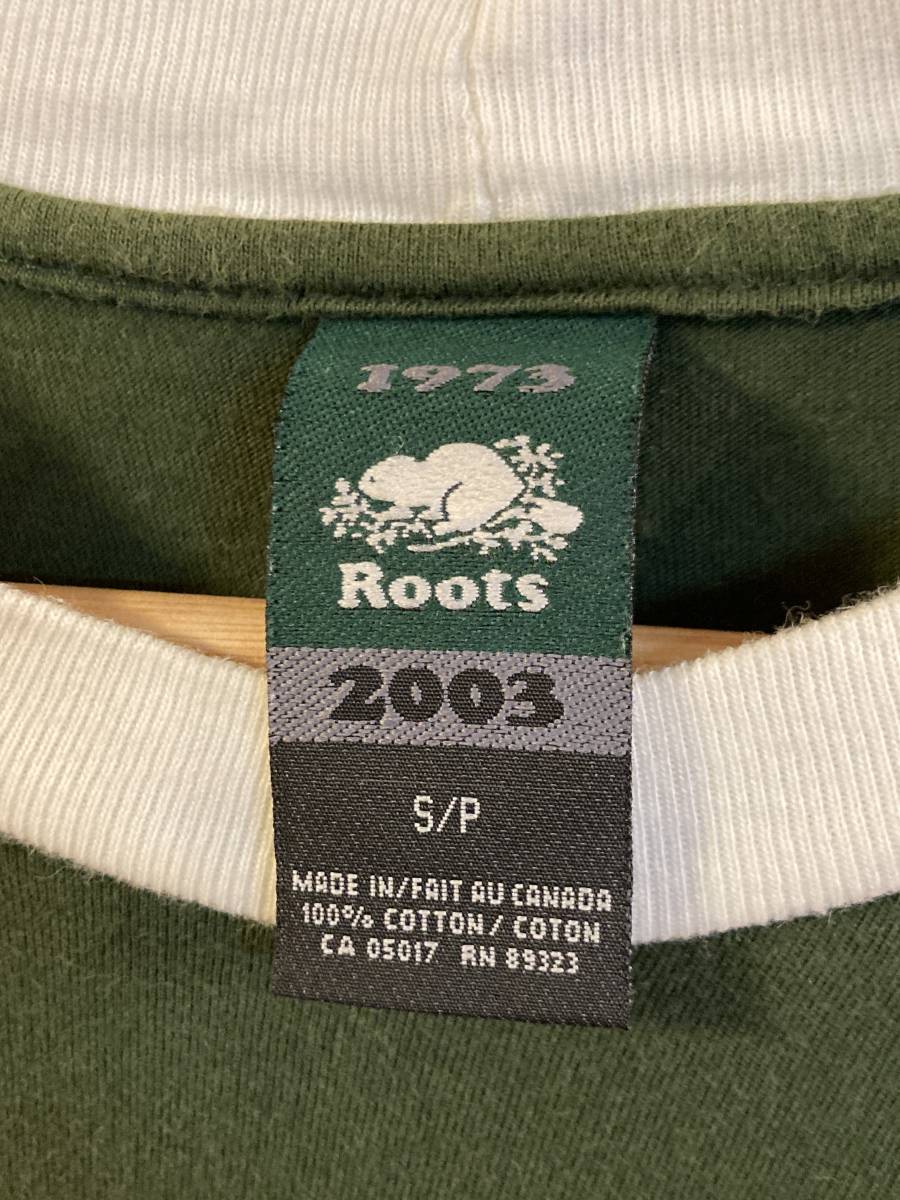 1973
Roots
2003
S/P
MADE IN/FAIT AU CANADA
100% COTTON/COTON
CA 05017 RN 89323